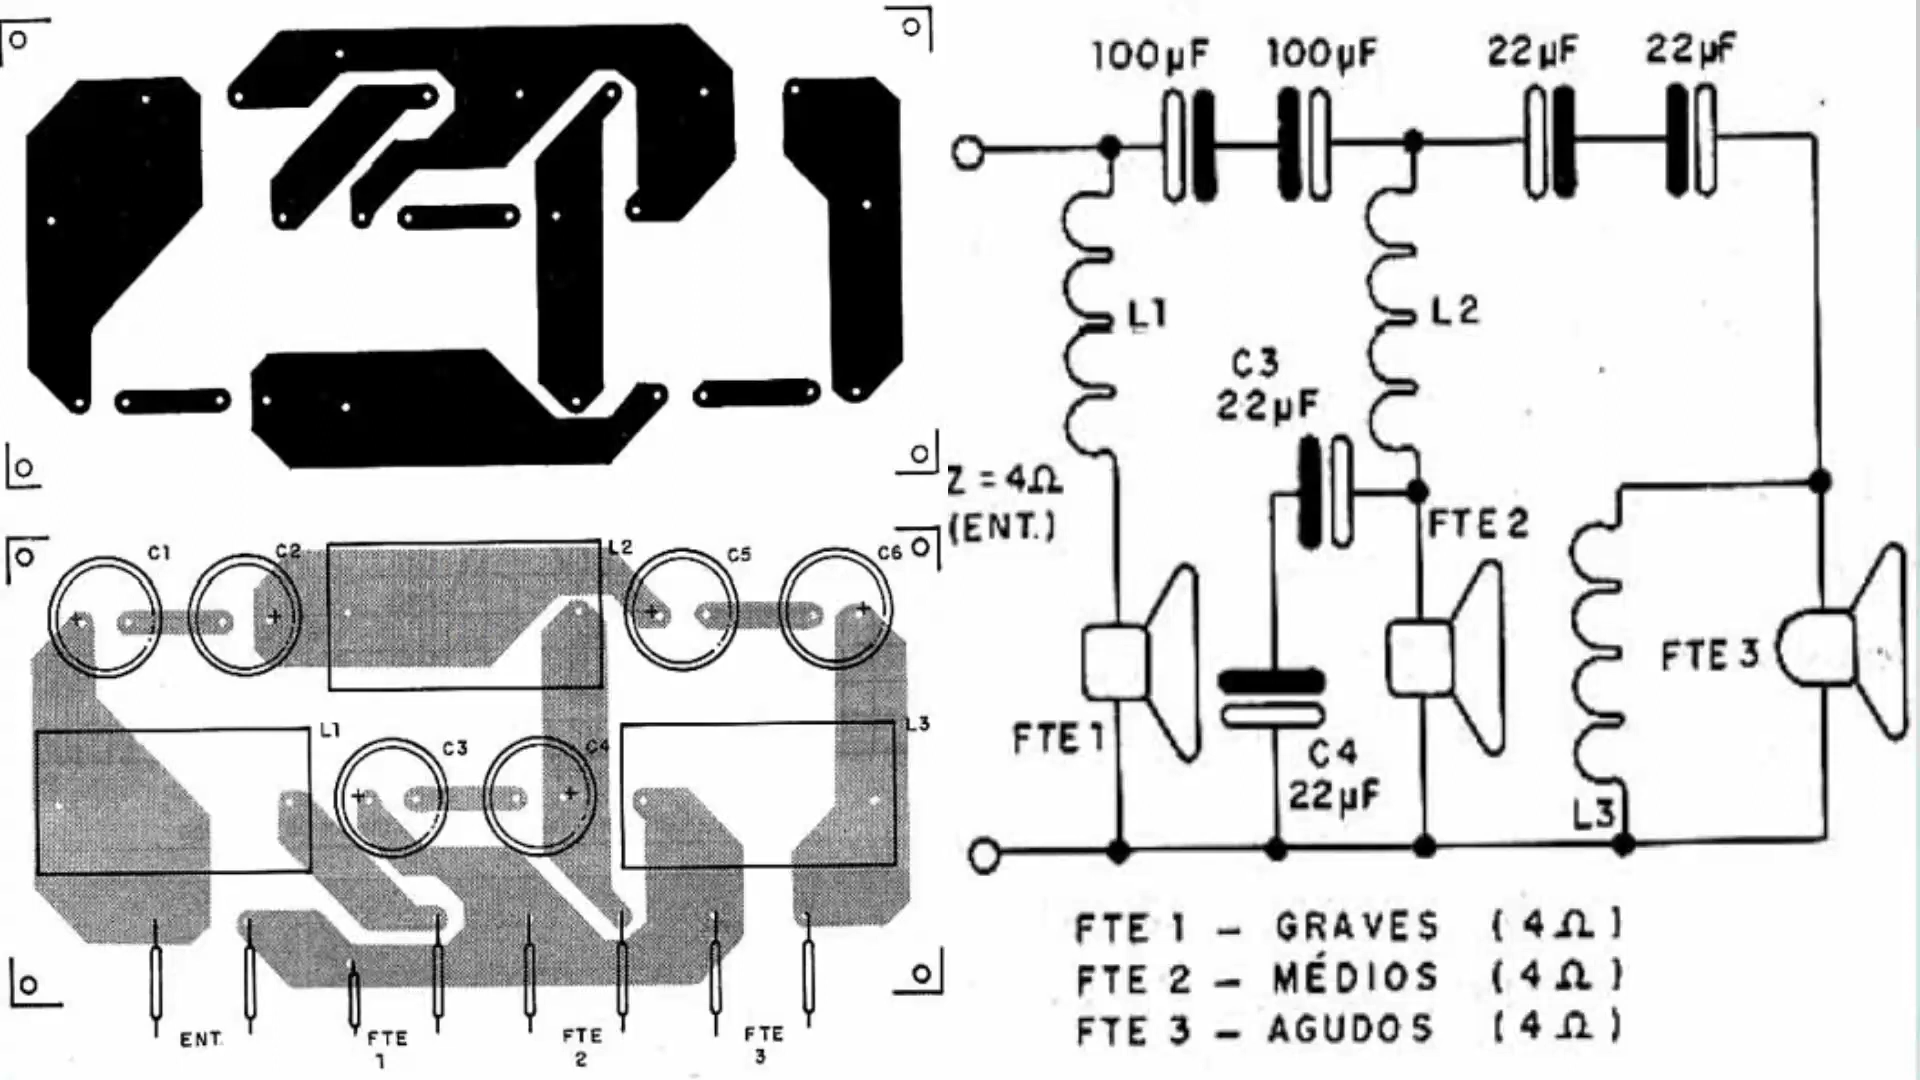 C1
C2
L2
C5
C6
L1
C3
C4
L3
ENT.
FTE
1
FTE
2
FTE
3
100µF 100µF 22µF 22µF
L1
L2
C3
22µF
Z = 4Ω
(ENT.)
FTE 2
FTE 3
FTE 1
C4
22µF
L3
FTE 1 – GRAVES (4Ω)
FTE 2 – MÉDIOS (4Ω)
FTE 3 – AGUDOS (4Ω)